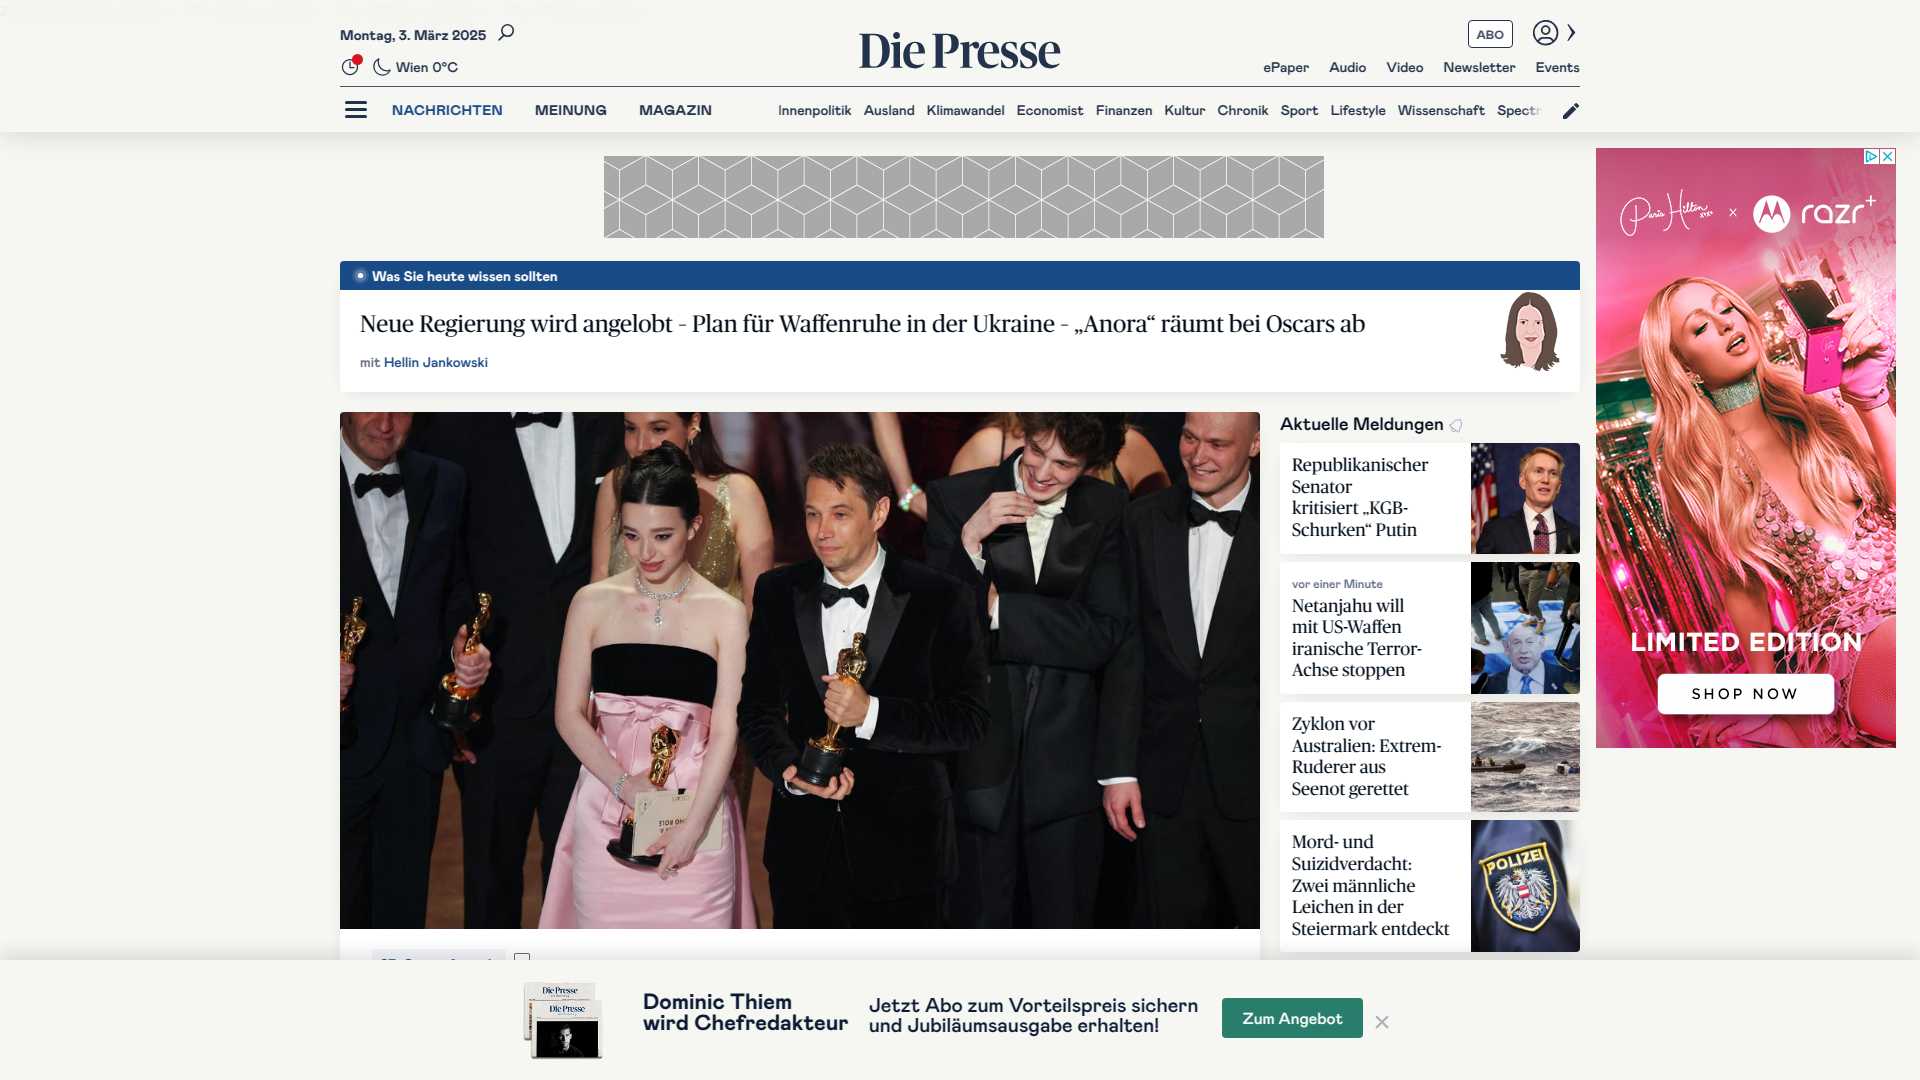 Montag, 3. März 2025
Die Presse
ABO
Wien 0°C
ePaper Audio Video Newsletter Events
NACHRICHTEN MEINUNG MAGAZIN
Innenpolitik Ausland Klimawandel Economist Finanzen Kultur Chronik Sport Lifestyle Wissenschaft Spectr
Was Sie heute wissen sollten
Neue Regierung wird angelobt – Plan für Waffenruhe in der Ukraine – „Anora“ räumt bei Oscars ab
mit Hellin Jankowski
Aktuelle Meldungen
Republikanischer
Senator
kritisiert „KGB-
Schurken“ Putin
vor einer Minute
Netanjahu will
mit US-Waffen
iranische Terror-
Achse stoppen
Zyklon vor
Australien: Extrem-
Ruderer aus
Seenot gerettet
Mord- und
Suizidverdacht:
Zwei männliche
Leichen in der
Steiermark entdeckt
POLIZEI
Paris Hilton x razr+
LIMITED EDITION
SHOP NOW
Die Presse
Die Presse
Dominic Thiem
wird Chefredakteur
Jetzt Abo zum Vorteilspreis sichern
und Jubiläumsausgabe erhalten!
Zum Angebot